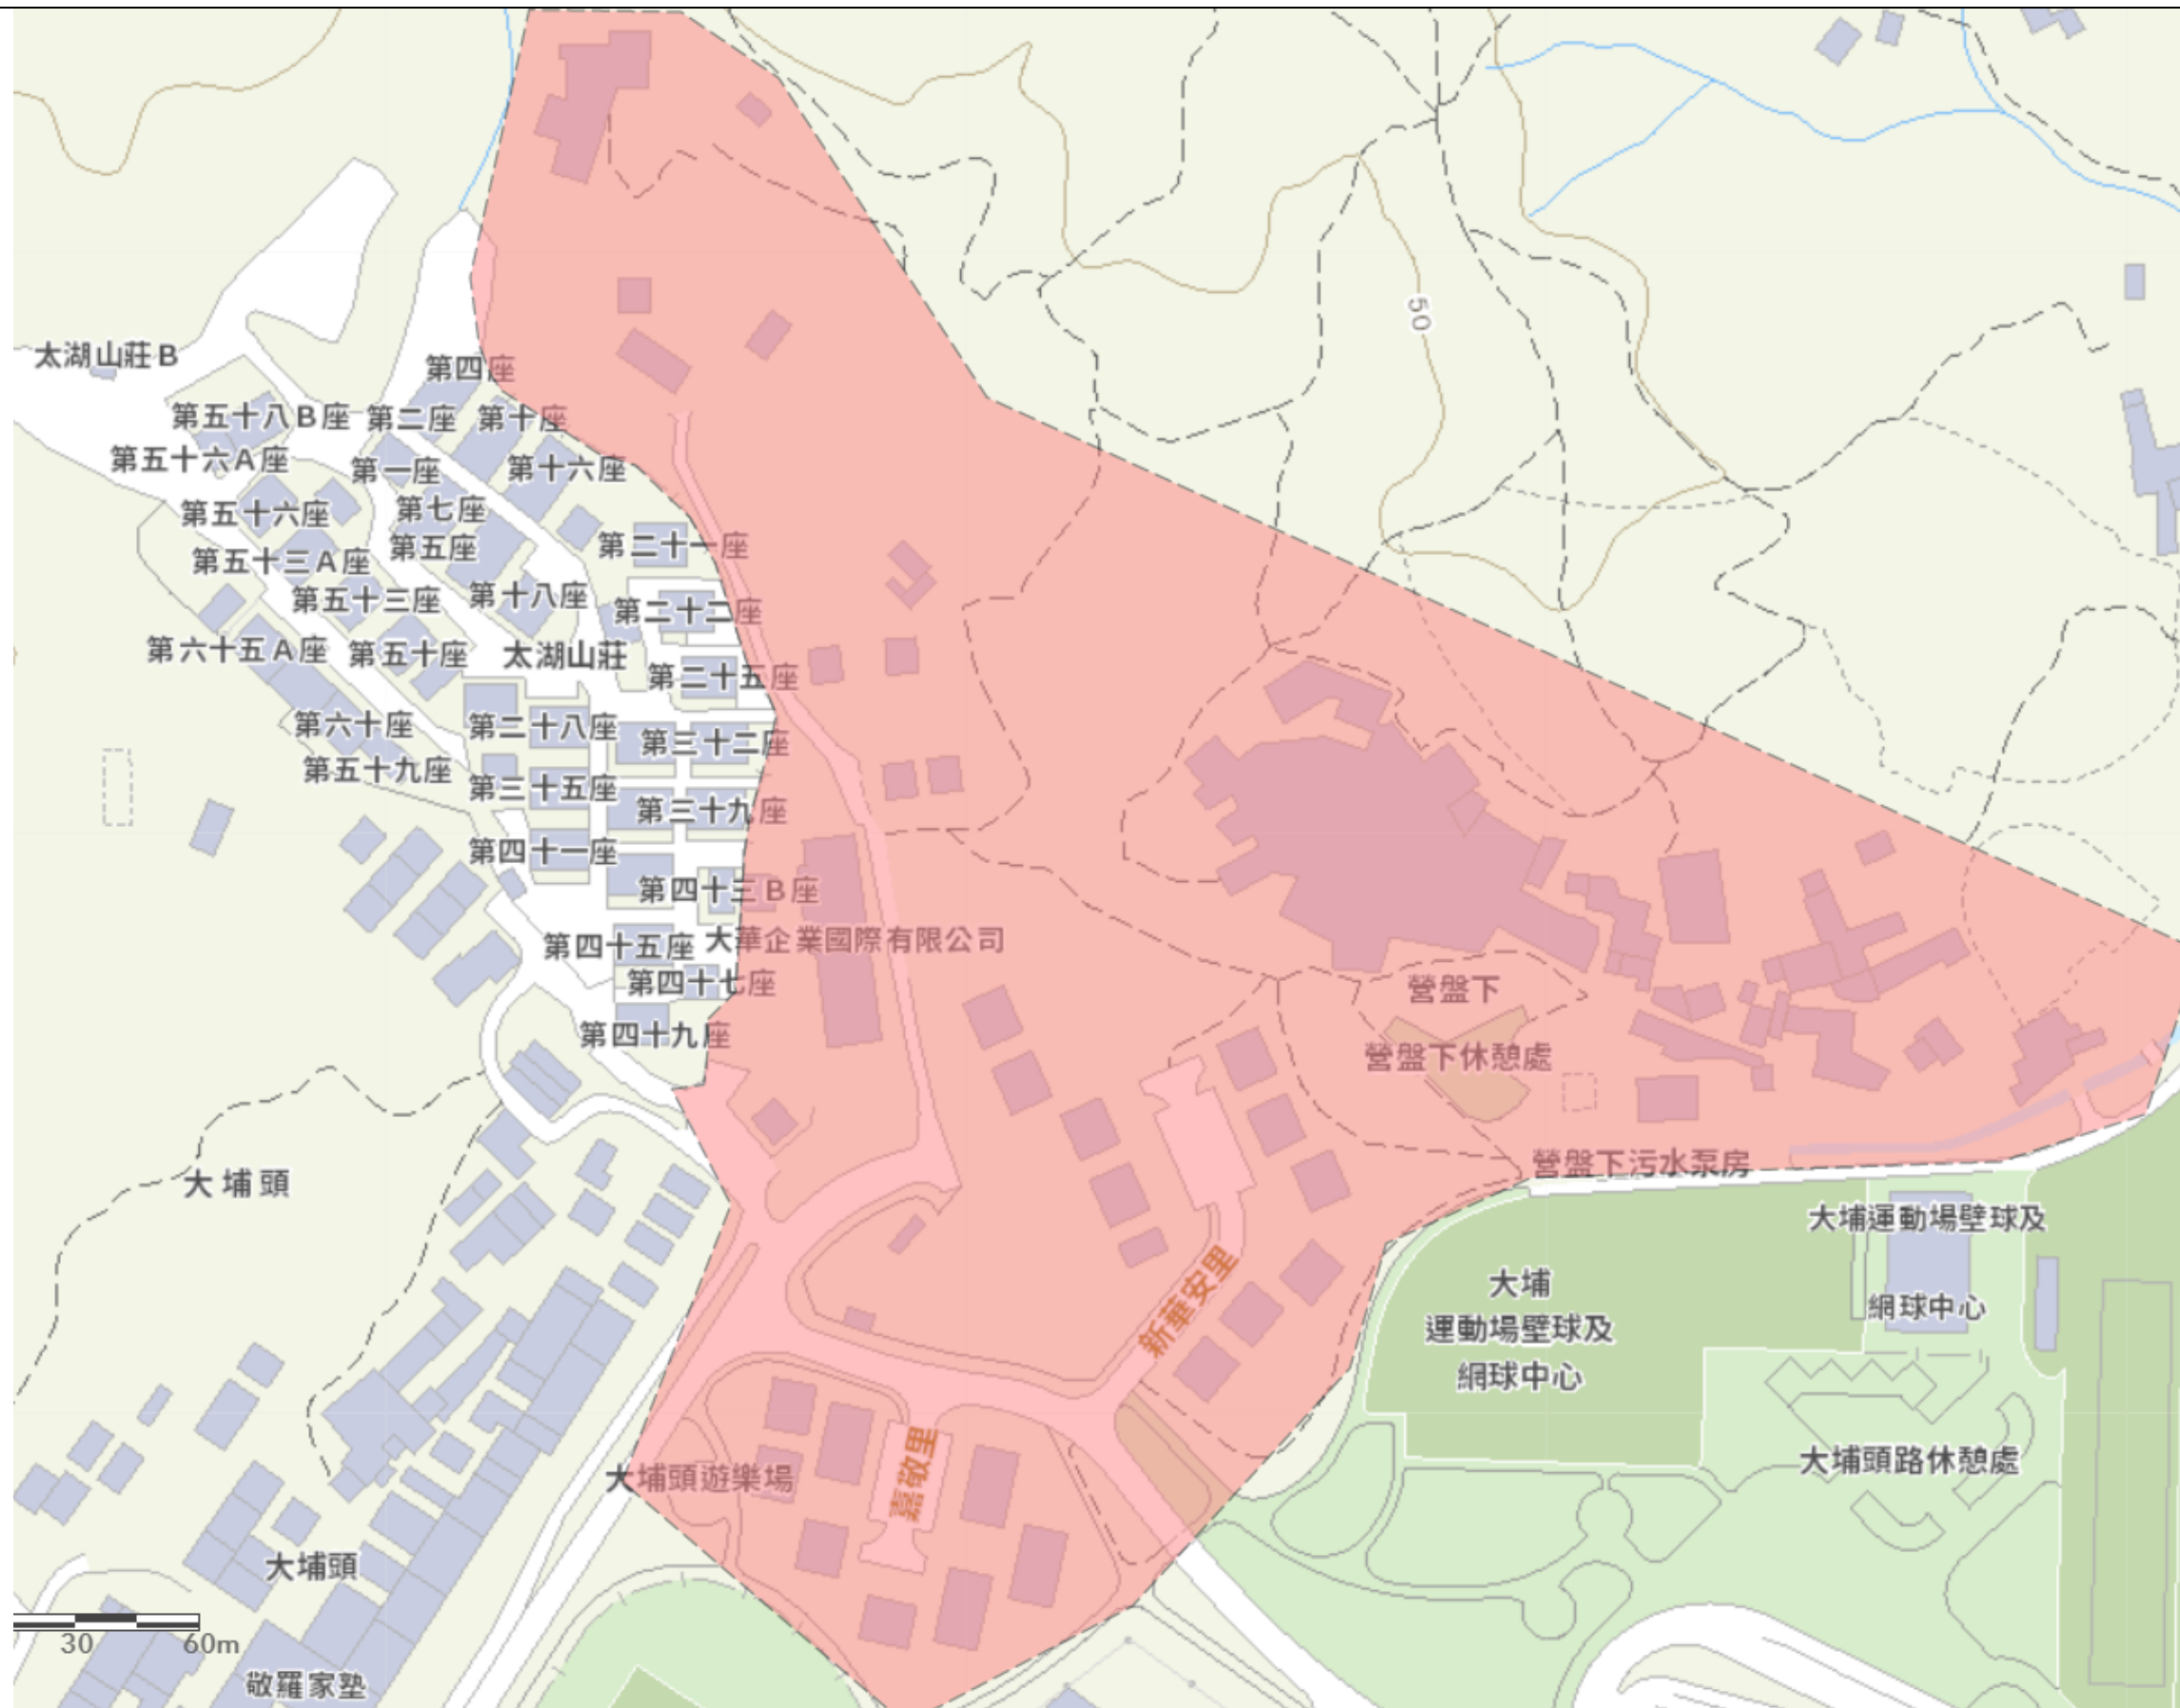 50
太湖山莊B
第四座
第五十八B座
第二座
第十座
第五十六A座
第一座
第十六座
第五十六座
第七座
第五座
第二十一座
第五十三A座
第五十三座
第十八座
第二十二座
第六十五A座
第五十座
太湖山莊
第二十五座
第六十座
第二十八座
第三十二座
第五十九座
第三十五座
第三十九座
第四十一座
第四十三B座
第四十五座
大華企業國際有限公司
第四十七座
第四十九座
營盤下
營盤下休憩處
營盤下污水泵房
大埔頭
新華安里
大埔運動場壁球及
網球中心
大埔
運動場壁球及
網球中心
大埔頭遊樂場
嘉敬里
大埔頭路休憩處
大埔頭
30 60m
敬羅家塾